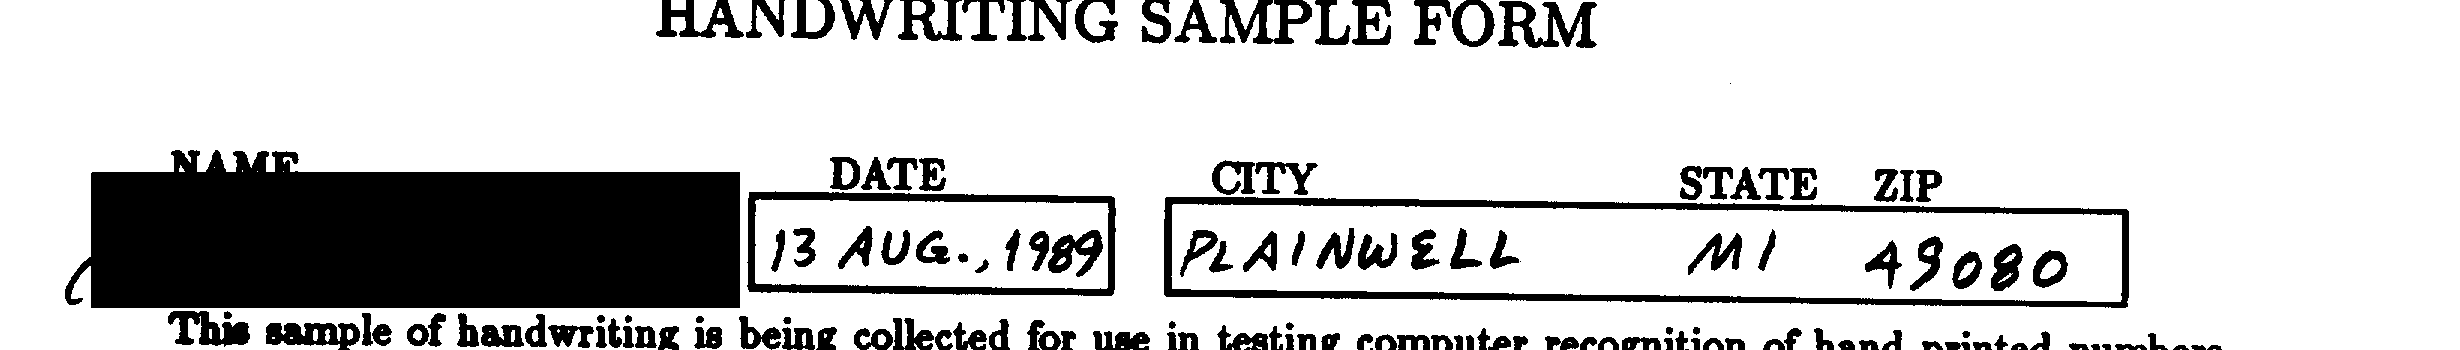 HANDWRITING SAMPLE FORM
NAME DATE CITY STATE ZIP
13 AUG., 1989 PLAINWELL MI 49080
This sample of handwriting is being collected for use in testing computer recognition of hand printed numbers